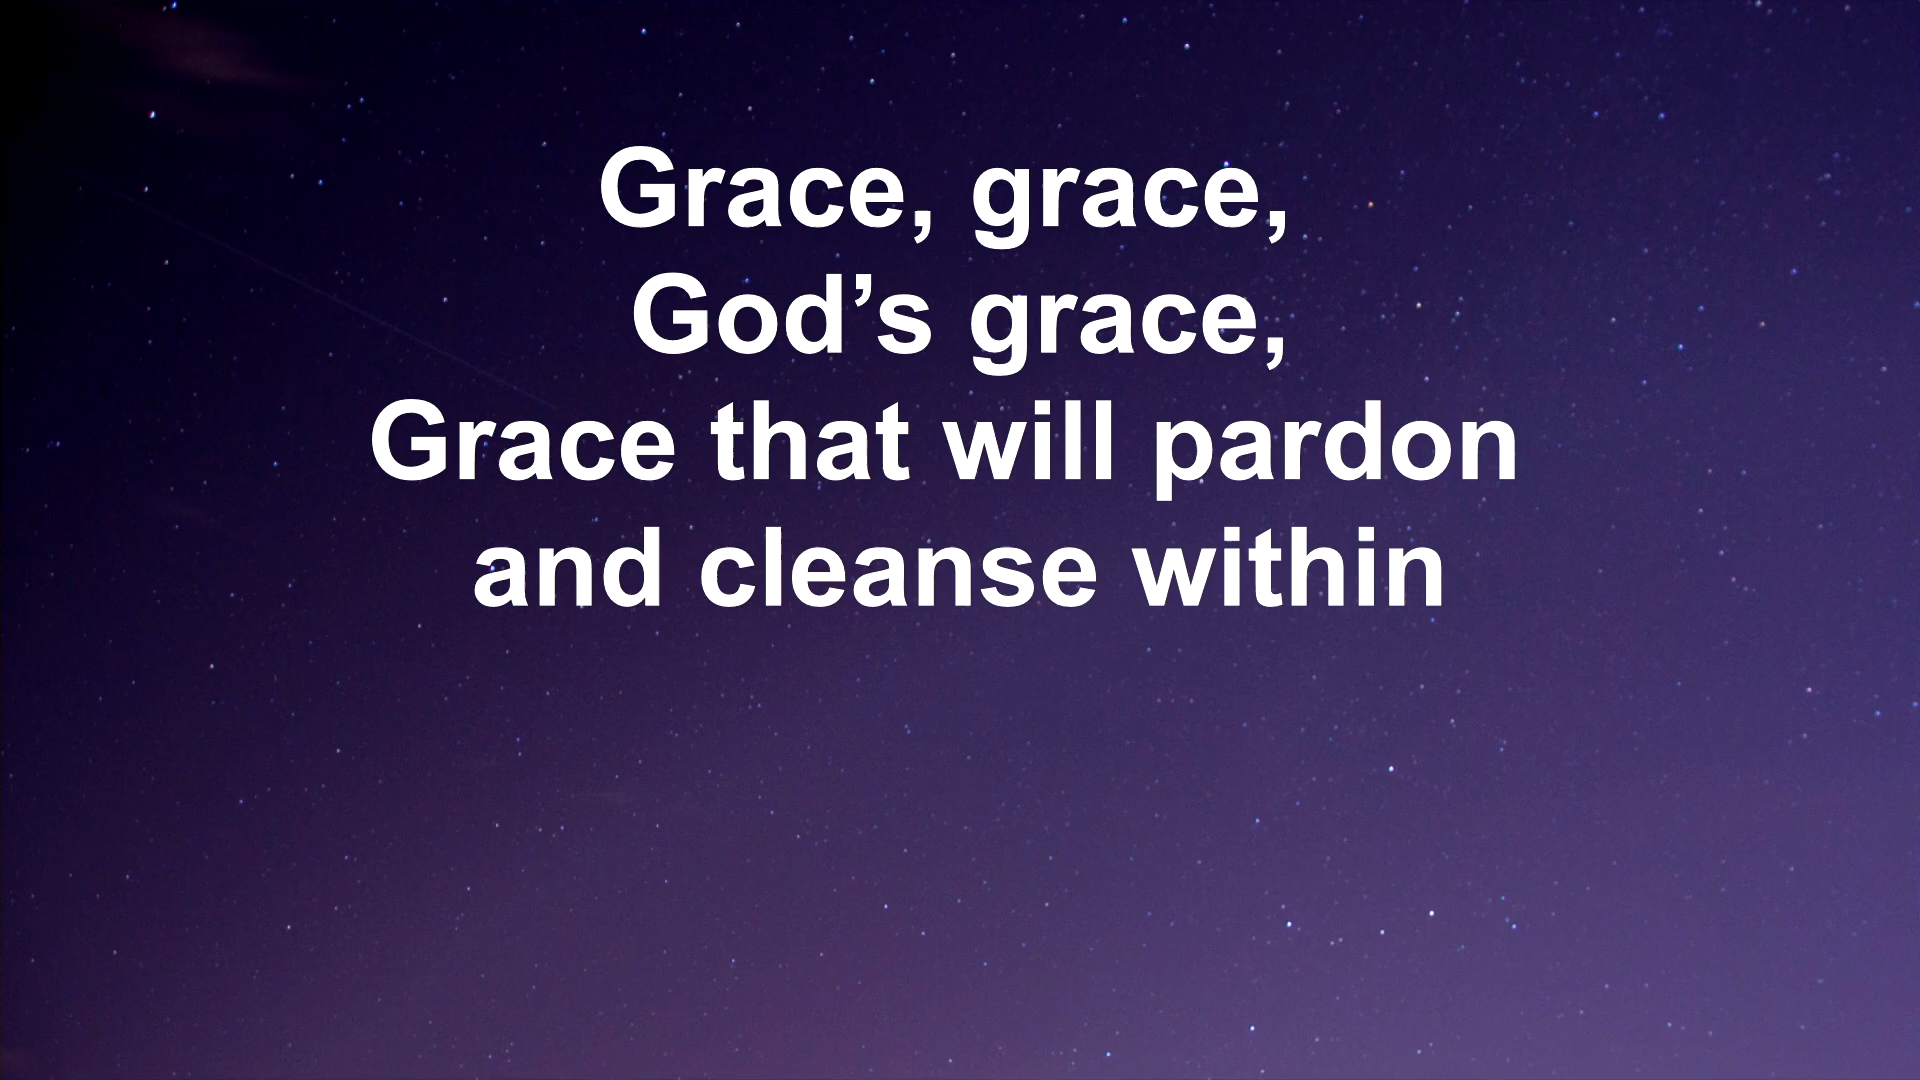 Grace, grace,
God’s grace,
Grace that will pardon
and cleanse within